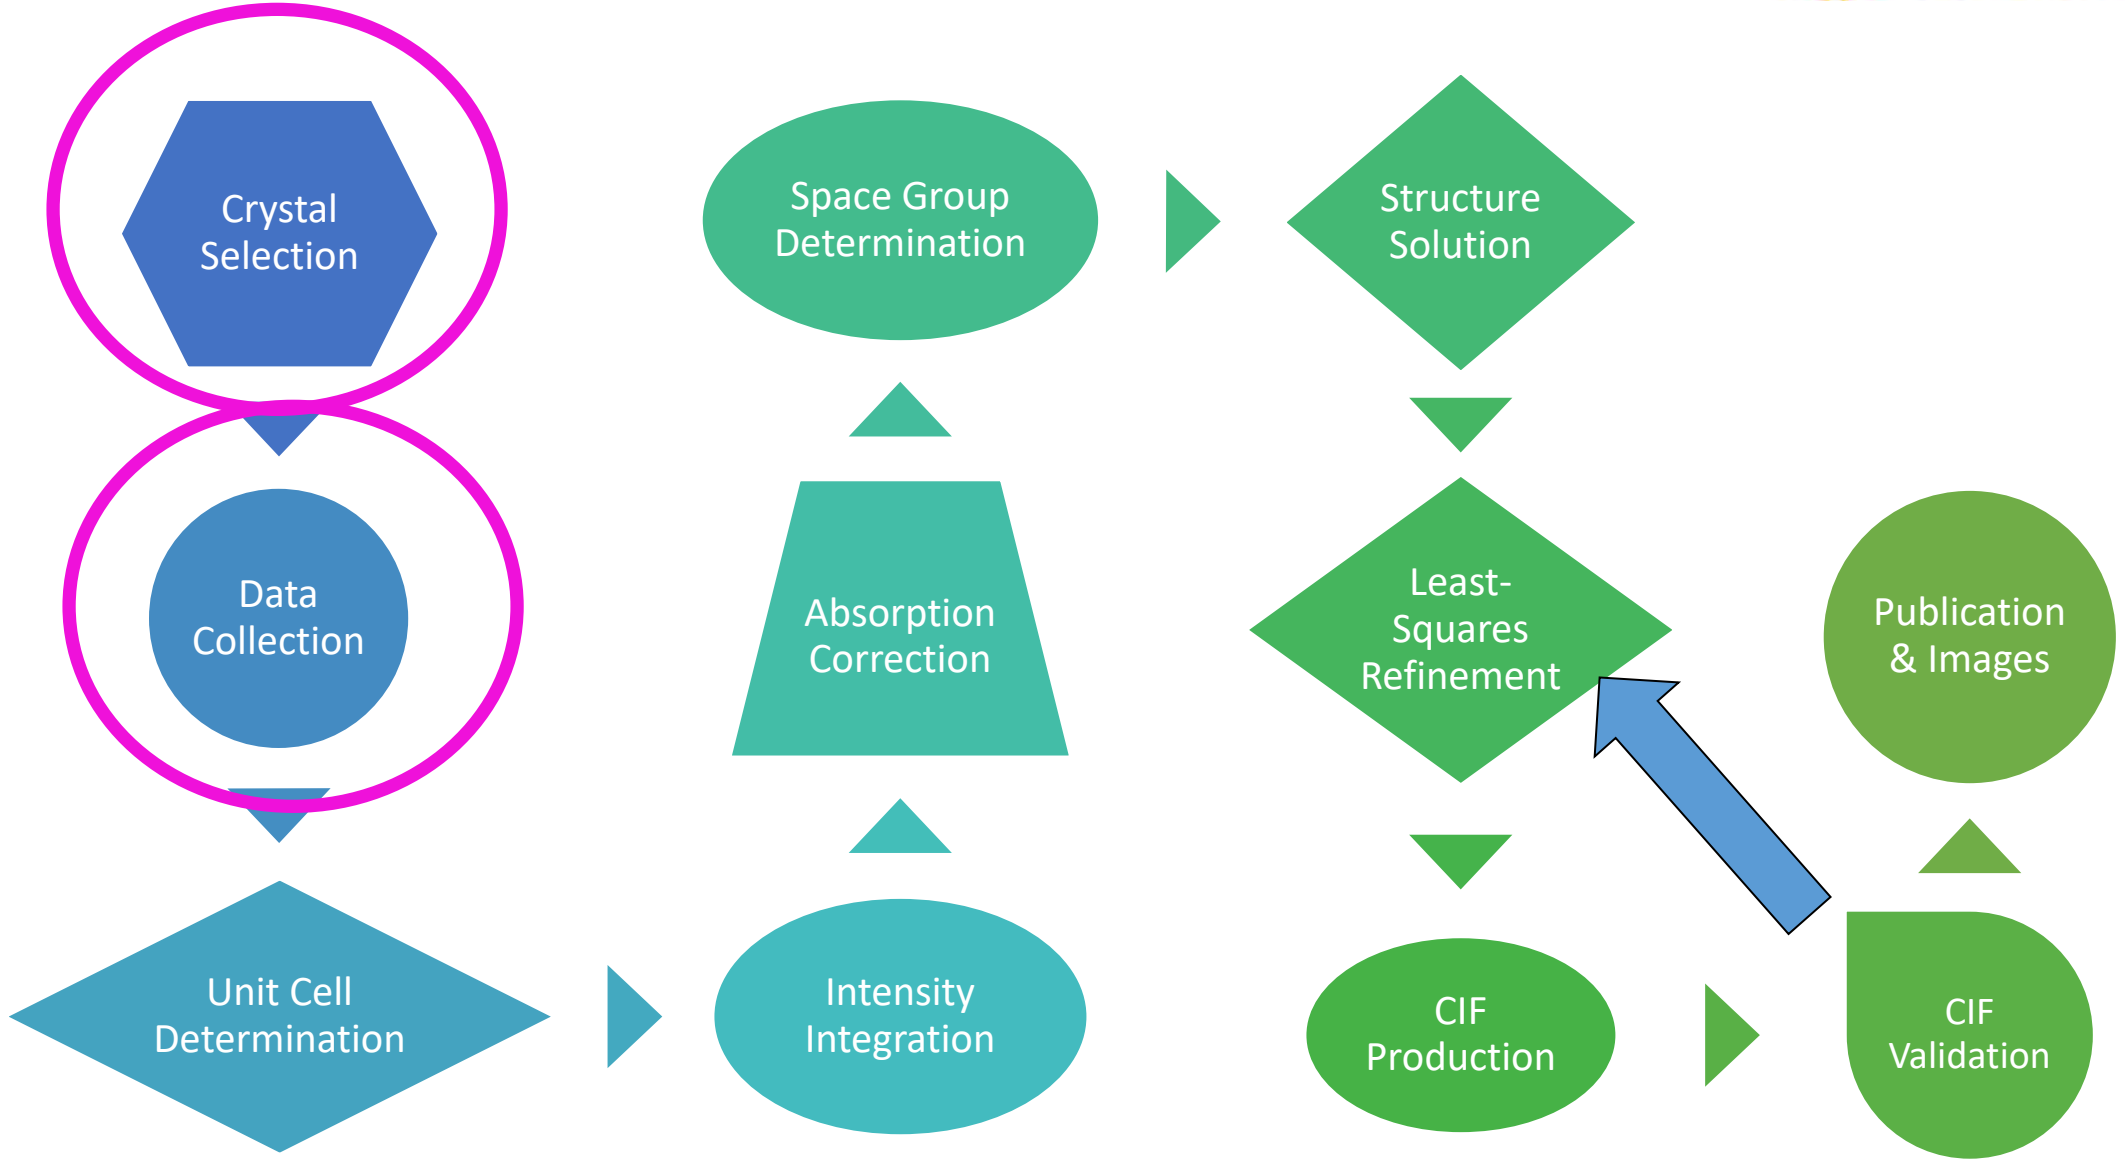 Crystal
Selection
Data
Collection
Unit Cell
Determination
Intensity
Integration
Absorption
Correction
Space Group
Determination
Structure
Solution
Least-
Squares
Refinement
CIF
Production
CIF
Validation
Publication
& Images